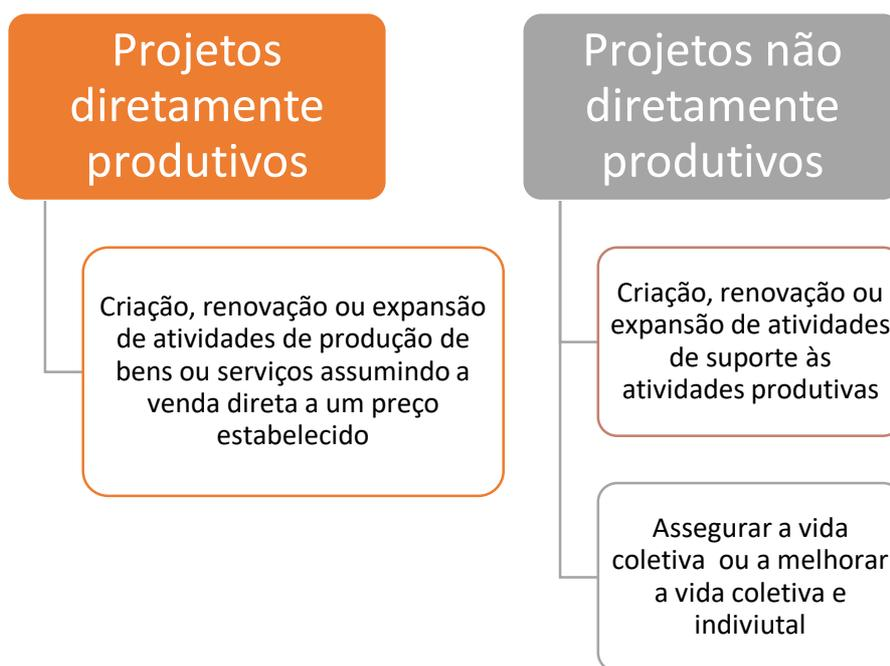 Projetos
diretamente
produtivos
Criação, renovação ou expansão
de atividades de produção de
bens ou serviços assumindo a
venda direta a um preço
estabelecido
Projetos não
diretamente
produtivos
Criação, renovação ou
expansão de atividades
de suporte às
atividades produtivas
Assegurar a vida
coletiva ou a melhorar
a vida coletiva e
indiviutal